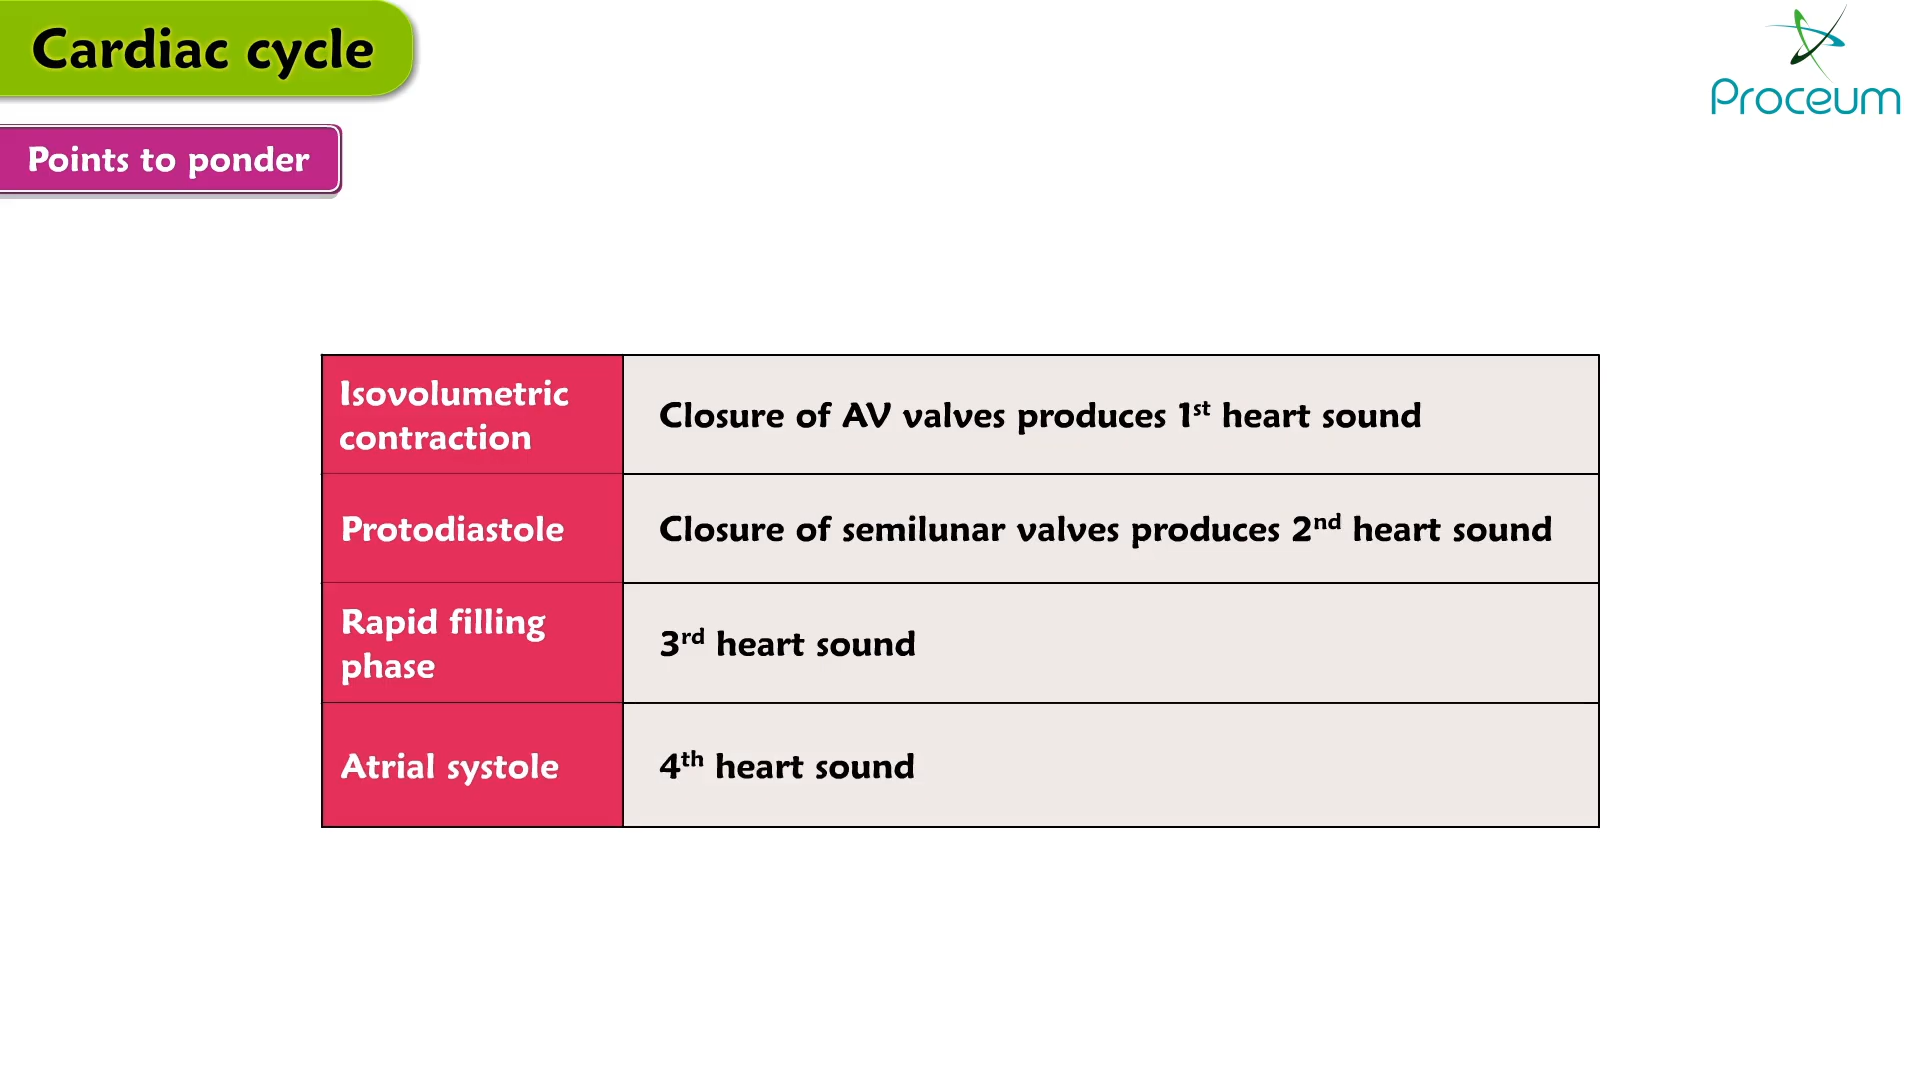 Cardiac cycle
Proceum
Points to ponder
Isovolumetric
contraction
Closure of AV valves produces 1st heart sound
Protodiastole
Closure of semilunar valves produces 2nd heart sound
Rapid filling
phase
3rd heart sound
Atrial systole
4th heart sound